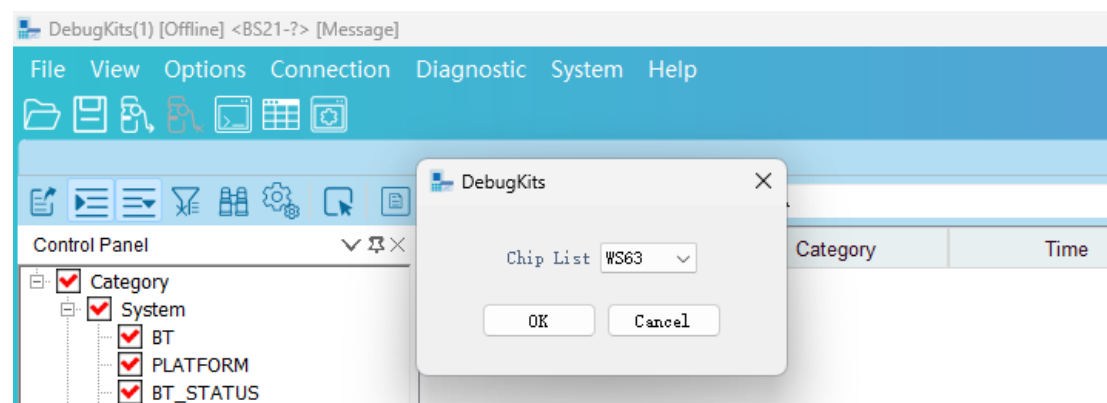 DebugKits(1) [Offline] <BS21-?> [Message]
File View Options Connection Diagnostic System Help
DebugKits
Control Panel
Chip List WS63
Category Time
Category
System
OK Cancel
BT
PLATFORM
BT_STATUS